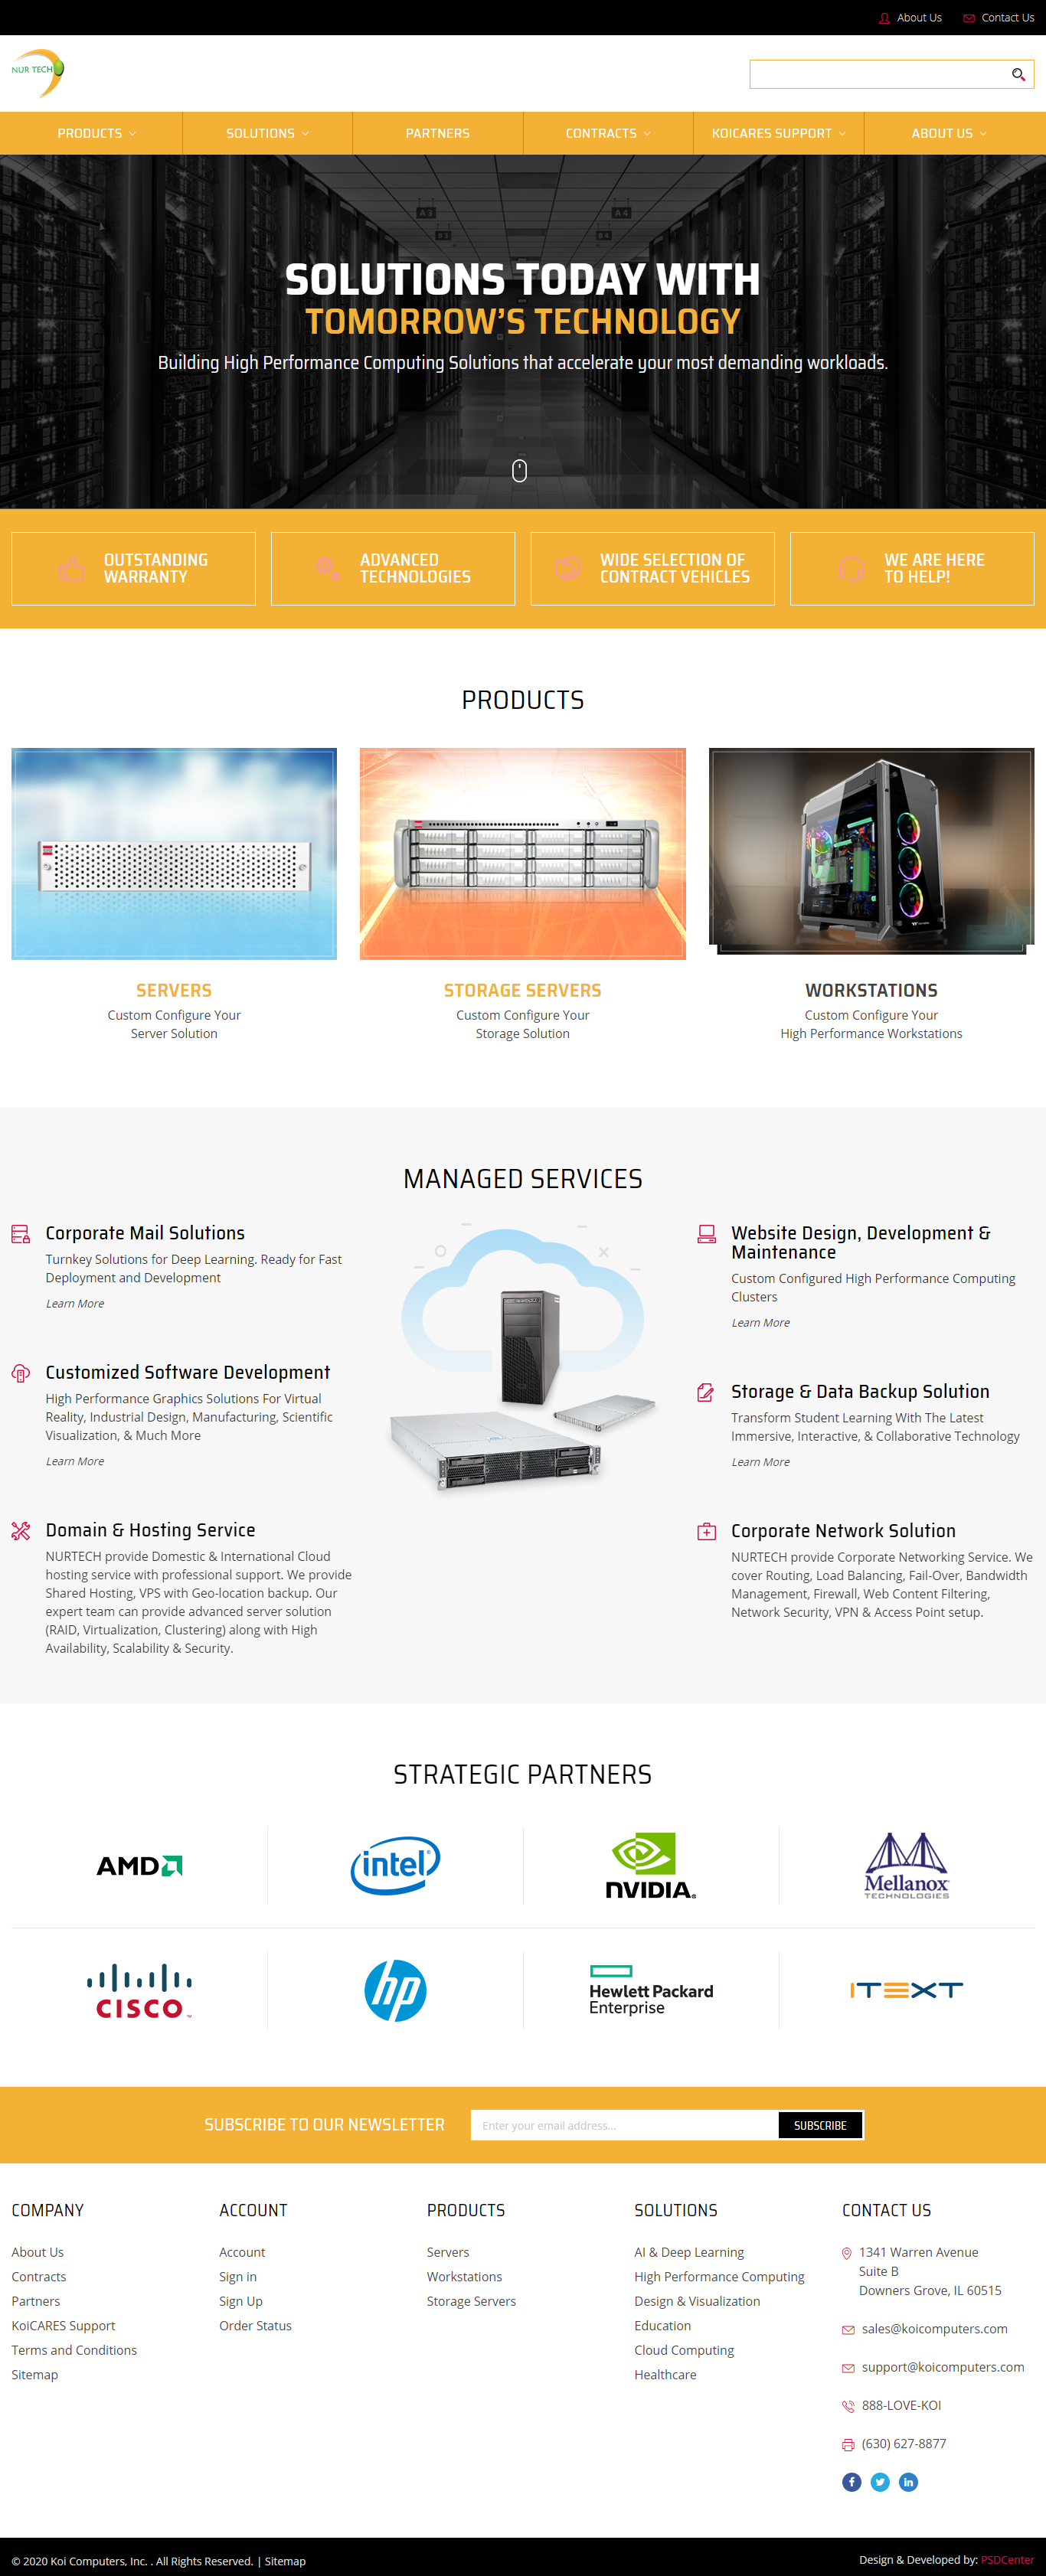 About Us Contact Us
NUR TECH
PRODUCTS SOLUTIONS PARTNERS CONTRACTS KOICARES SUPPORT ABOUT US
A3 A4
SOLUTIONS TODAY WITH
TOMORROW’S TECHNOLOGY
Building High Performance Computing Solutions that accelerate your most demanding workloads.
OUTSTANDING
WARRANTY
ADVANCED
TECHNOLOGIES
WIDE SELECTION OF
CONTRACT VEHICLES
WE ARE HERE
TO HELP!
PRODUCTS
SERVERS
Custom Configure Your
Server Solution
STORAGE SERVERS
Custom Configure Your
Storage Solution
WORKSTATIONS
Custom Configure Your
High Performance Workstations
MANAGED SERVICES
Corporate Mail Solutions
Turnkey Solutions for Deep Learning. Ready for Fast
Deployment and Development
Learn More
Customized Software Development
High Performance Graphics Solutions For Virtual
Reality, Industrial Design, Manufacturing, Scientific
Visualization, & Much More
Learn More
Domain & Hosting Service
NURTECH provide Domestic & International Cloud
hosting service with professional support. We provide
Shared Hosting, VPS with Geo-location backup. Our
expert team can provide advanced server solution
(RAID, Virtualization, Clustering) along with High
Availability, Scalability & Security.
Website Design, Development &
Maintenance
Custom Configured High Performance Computing
Clusters
Learn More
Storage & Data Backup Solution
Transform Student Learning With The Latest
Immersive, Interactive, & Collaborative Technology
Learn More
Corporate Network Solution
NURTECH provide Corporate Networking Service. We
cover Routing, Load Balancing, Fail-Over, Bandwidth
Management, Firewall, Web Content Filtering,
Network Security, VPN & Access Point setup.
STRATEGIC PARTNERS
AMD
intel
NVIDIA
Mellanox
TECHNOLOGIES
CISCO
hp
Hewlett Packard
Enterprise
ITEXT
SUBSCRIBE TO OUR NEWSLETTER
Enter your email address...
SUBSCRIBE
COMPANY
About Us
Contracts
Partners
KoiCARES Support
Terms and Conditions
Sitemap
ACCOUNT
Account
Sign in
Sign Up
Order Status
PRODUCTS
Servers
Workstations
Storage Servers
SOLUTIONS
AI & Deep Learning
High Performance Computing
Design & Visualization
Education
Cloud Computing
Healthcare
CONTACT US
1341 Warren Avenue
Suite B
Downers Grove, IL 60515
sales@koicomputers.com
support@koicomputers.com
888-LOVE-KOI
(630) 627-8877
© 2020 Koi Computers, Inc. . All Rights Reserved. | Sitemap
Design & Developed by: PSDCenter